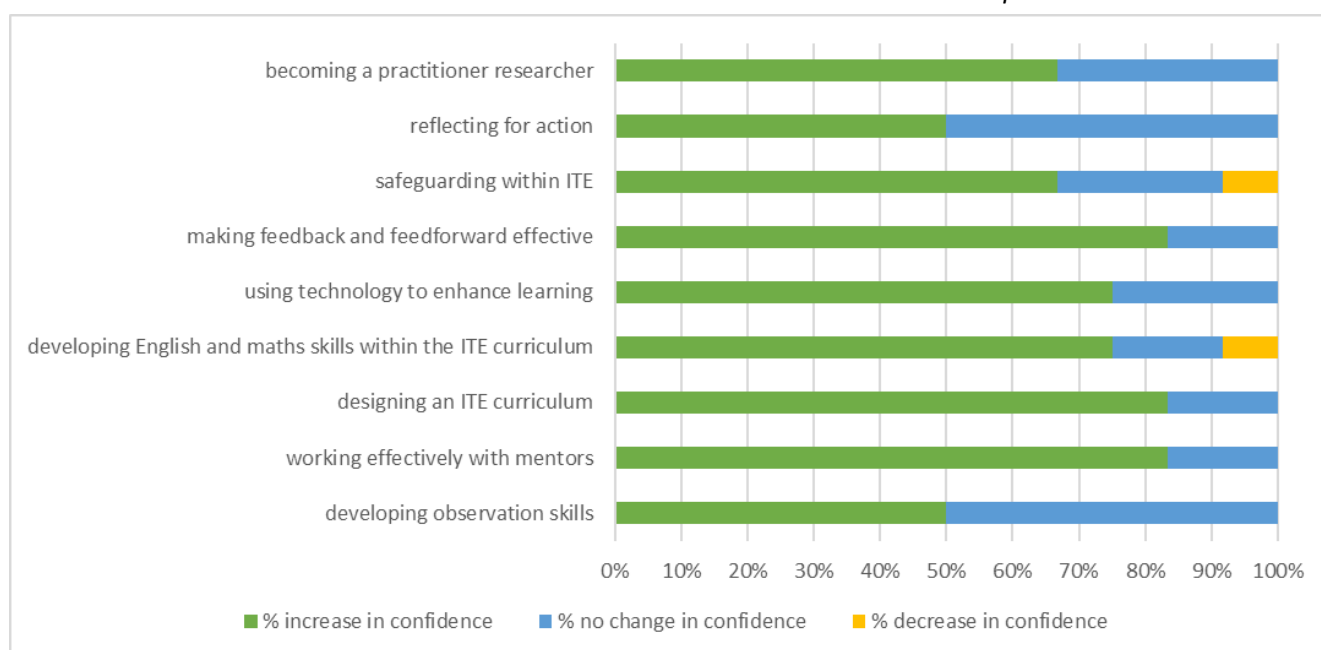 becoming a practitioner researcher
reflecting for action
safeguarding within ITE
making feedback and feedforward effective
using technology to enhance learning
developing English and maths skills within the ITE curriculum
designing an ITE curriculum
working effectively with mentors
developing observation skills
0% 10% 20% 30% 40% 50% 60% 70% 80% 90% 100%
% increase in confidence % no change in confidence % decrease in confidence